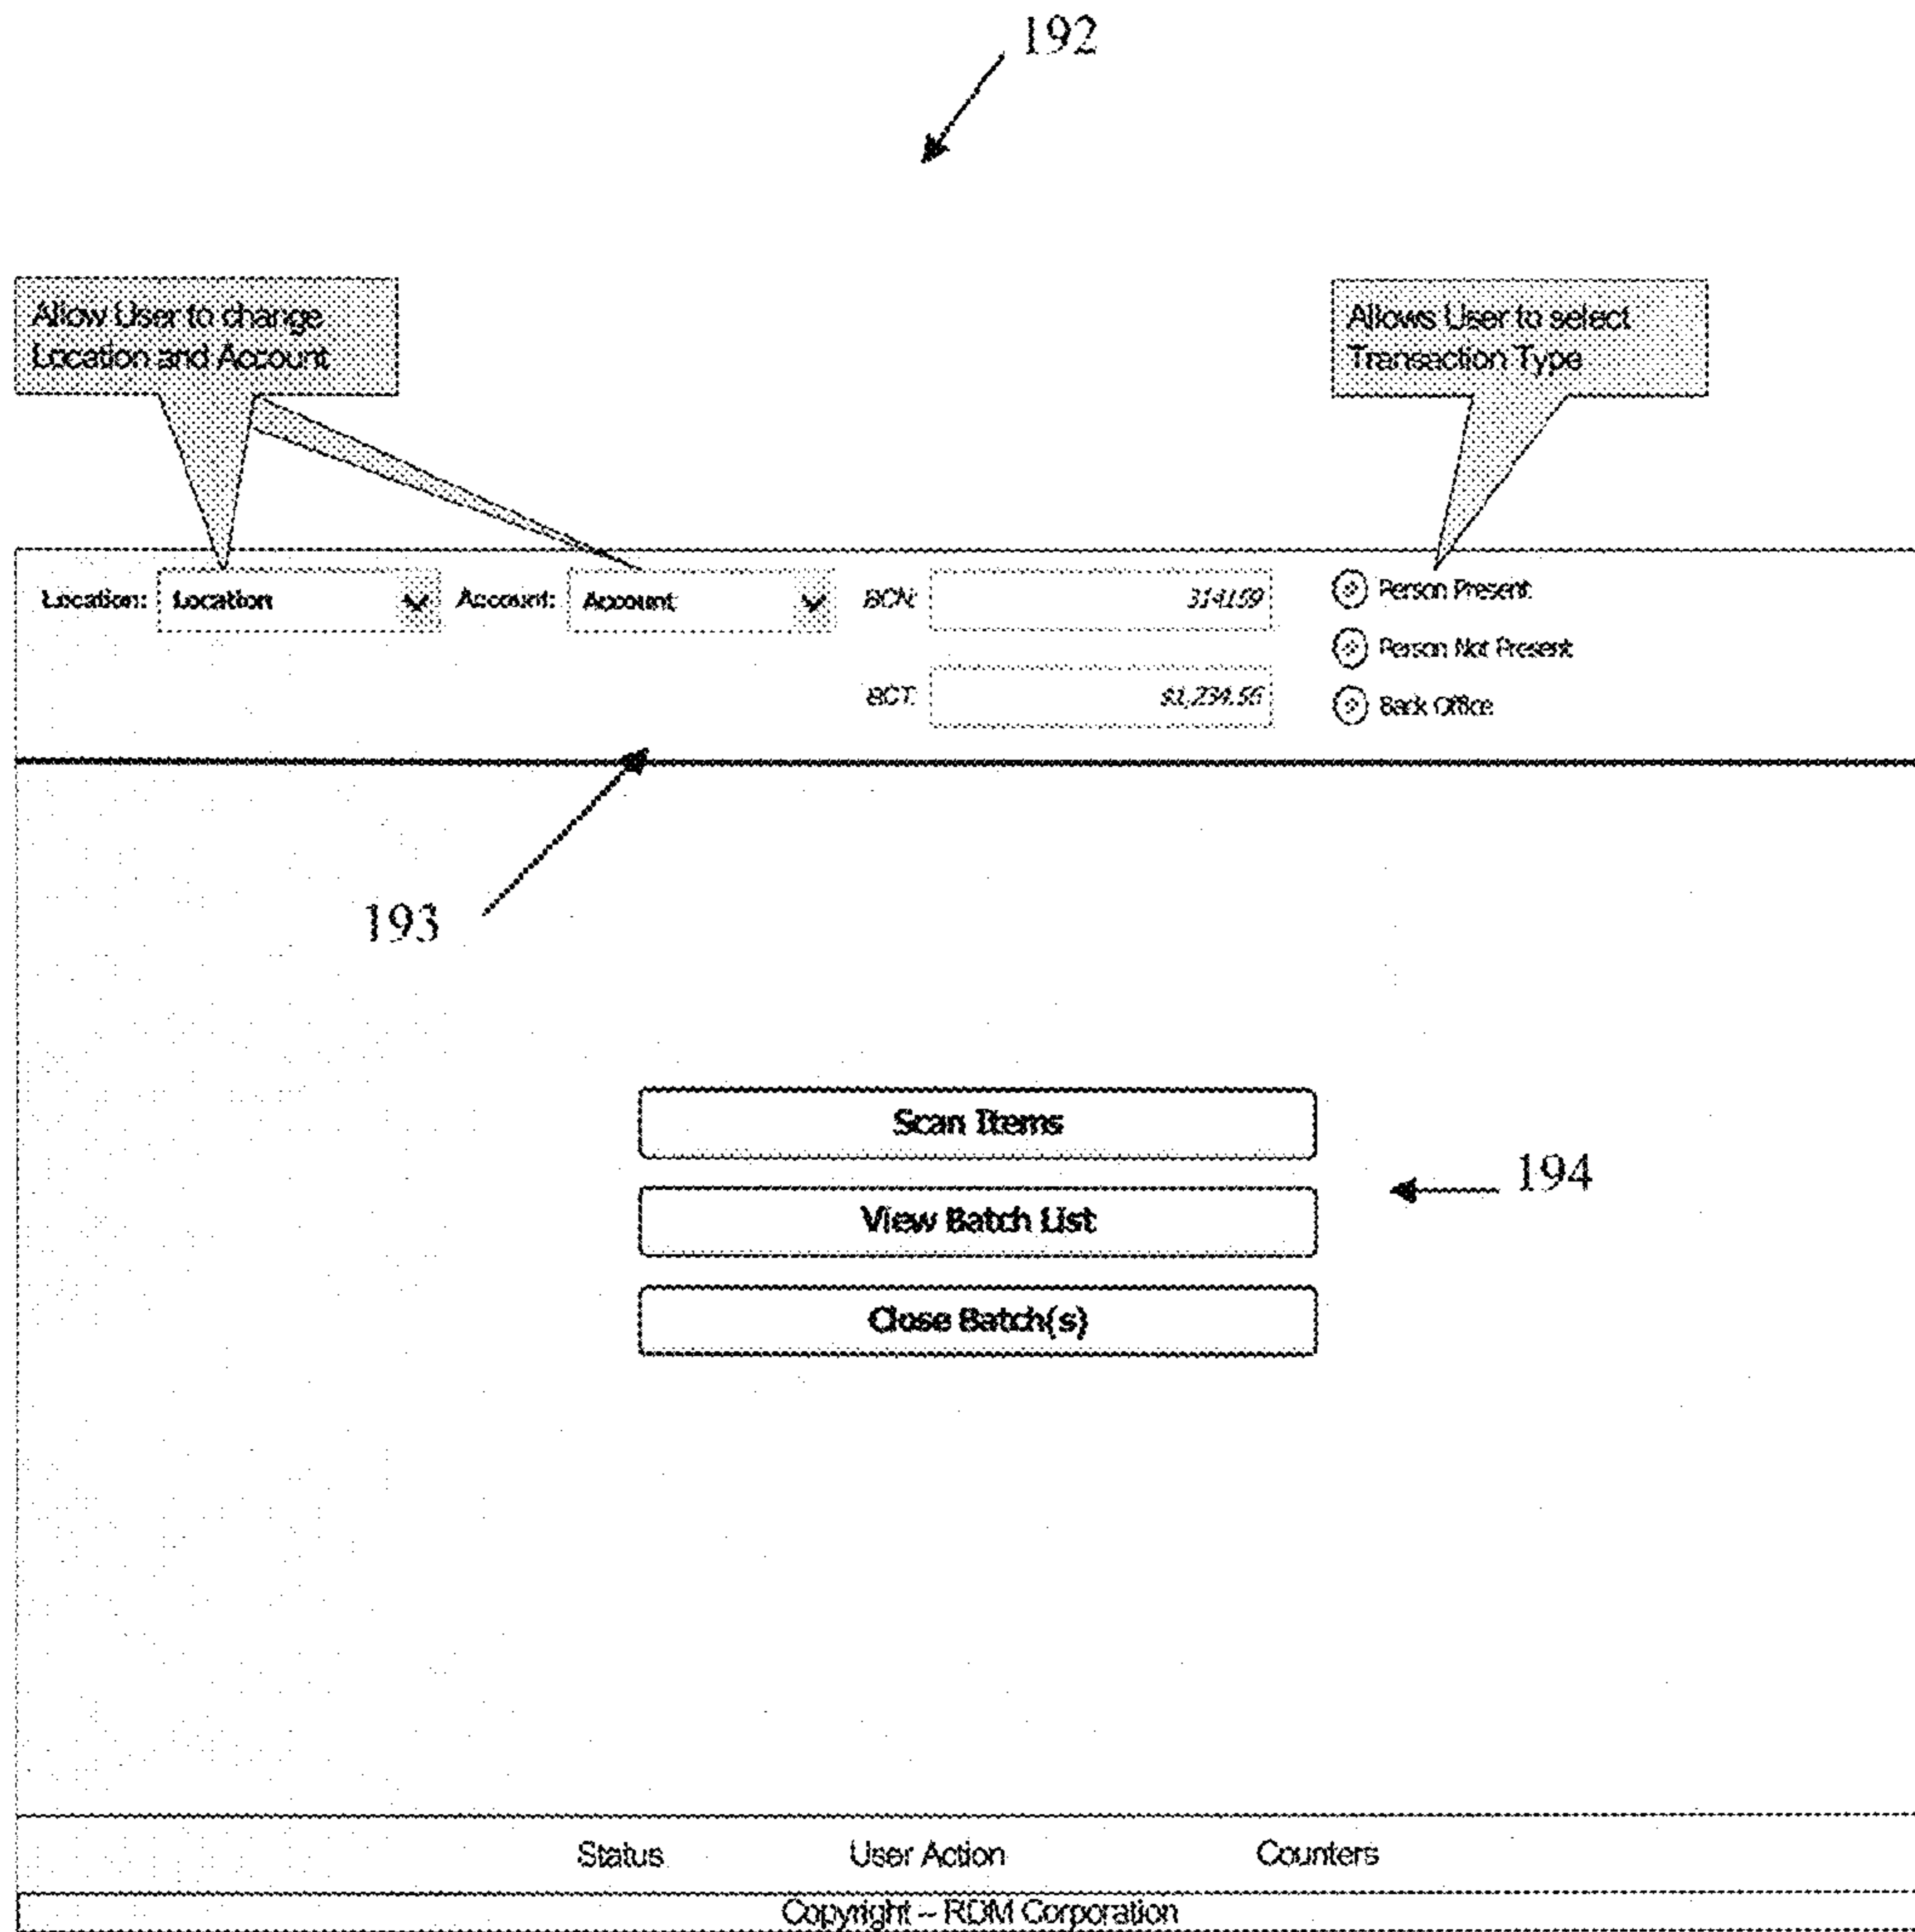 192
Allow User to change
Location and Account
Allows User to select
Transaction Type
Location: Location Account: Account BCN: 314159 Person Present
Person Not Present
BCT: $1,234.56 Back Office
193
Scan Items
194
View Batch List
Close Batch(s)
Status User Action Counters
Copyright -- RDM Corporation